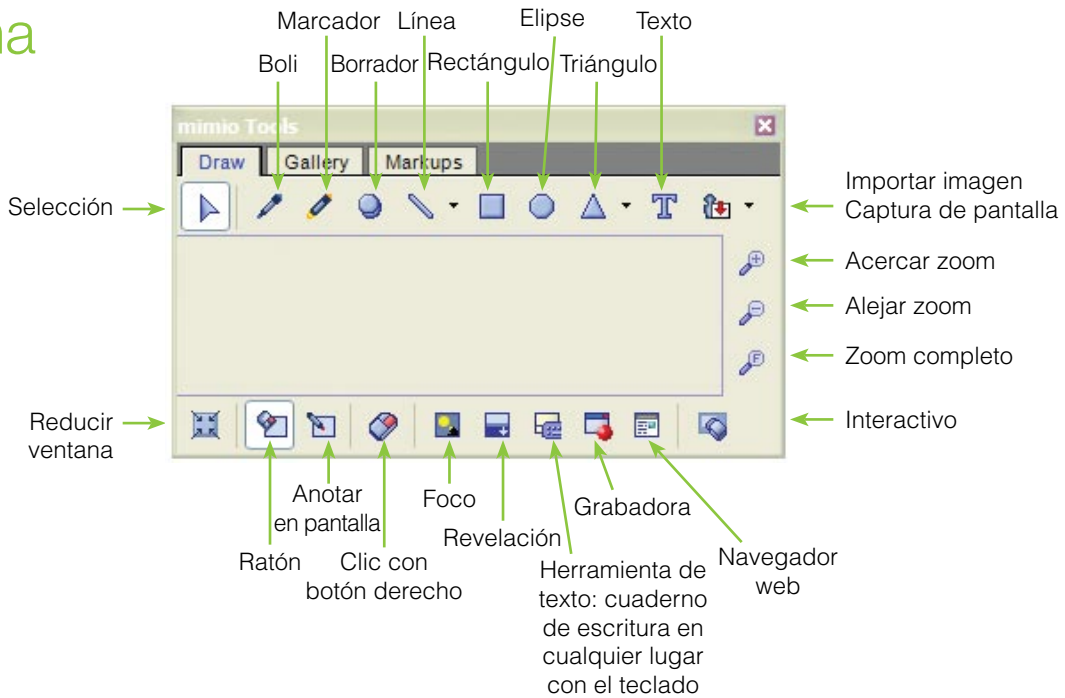 na
Marcador Línea Elipse Texto
Boli Borrador Rectángulo Triángulo
mimio Tools
Draw Gallery Markups
Selección
T
Importar imagen
Captura de pantalla
Acercar zoom
Alejar zoom
F
Zoom completo
Reducir
ventana
Interactivo
Anotar
en pantalla
Foco
Grabadora
Revelación
Ratón
Clic con
botón derecho
Navegador
web
Herramienta de
texto: cuaderno
de escritura en
cualquier lugar
con el teclado